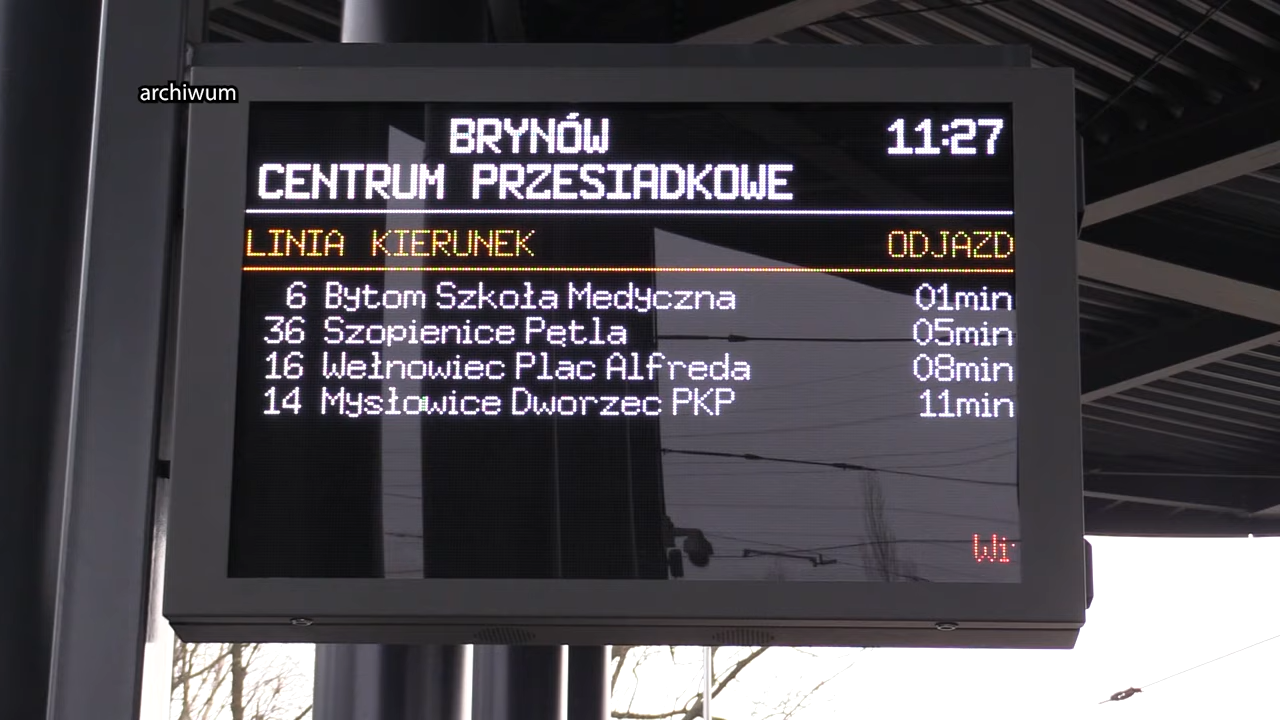 archiwum
BRYNÓW 11:27
CENTRUM PRZESIADKOWE
LINIA KIERUNEK ODJAZD
6 Bytom Szkoła Medyczna 01min
36 Szopienice Pętla 05min
16 Wełnowiec Plac Alfreda 08min
14 Mysłowice Dworzec PKP 11min
Wi